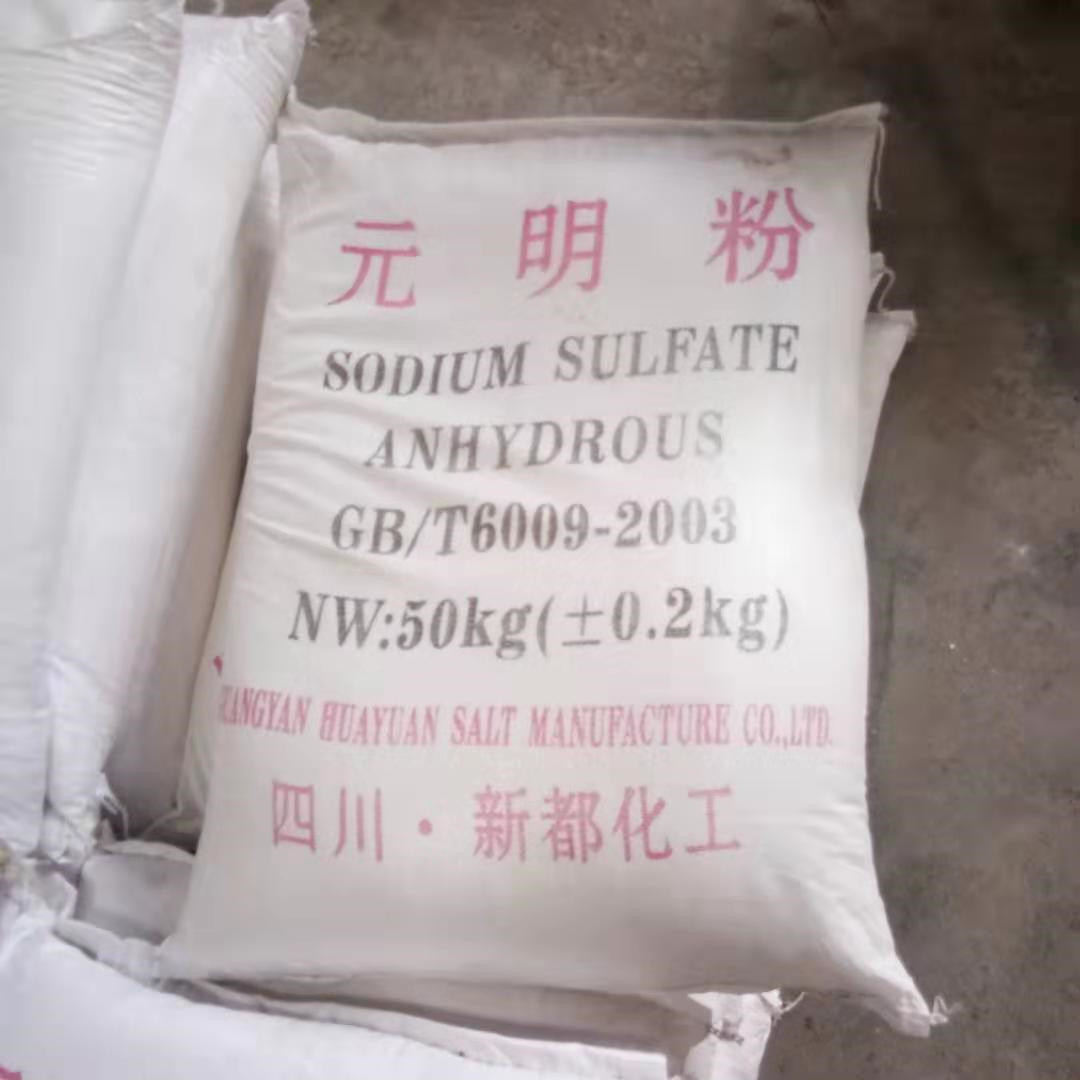 元明粉
SODIUM SULFATE
ANHYDROUS
GB/T6009-2003
NW:50kg(±0.2kg)
HUAYUAN SALT MANUFACTURE CO.,LTD.
四川·新都化工